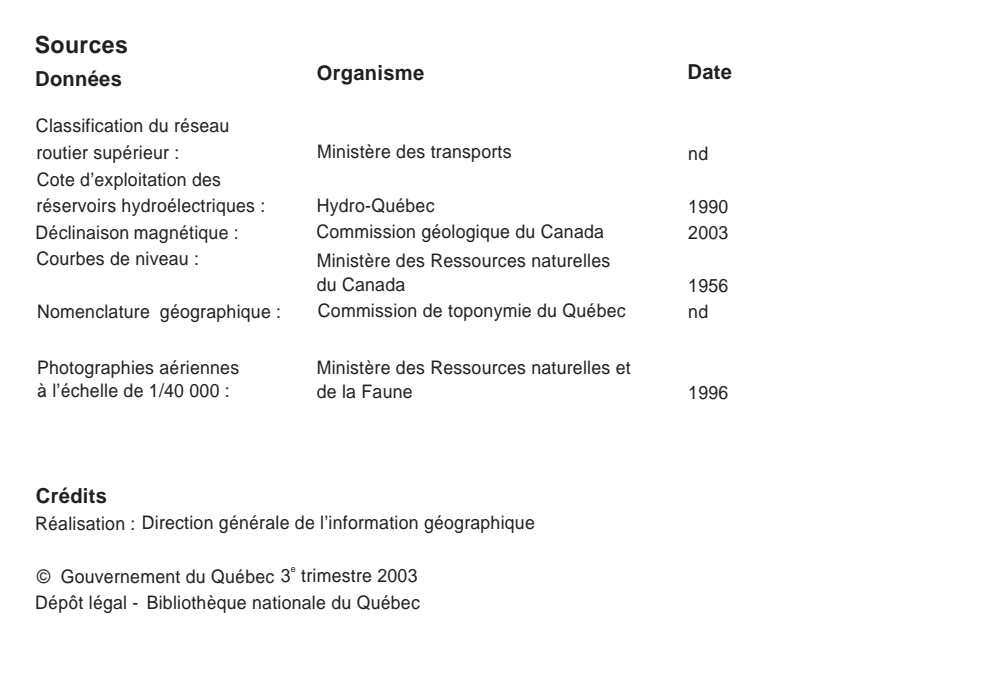 Sources
Données Organisme Date
Classification du réseau
routier supérieur : Ministère des transports nd
Cote d'exploitation des
réservoirs hydroélectriques : Hydro-Québec 1990
Déclinaison magnétique : Commission géologique du Canada 2003
Courbes de niveau : Ministère des Ressources naturelles
du Canada 1956
Nomenclature géographique : Commission de toponymie du Québec nd
Photographies aériennes Ministère des Ressources naturelles et
à l'échelle de 1/40 000 : de la Faune 1996
Crédits
Réalisation : Direction générale de l'information géographique
© Gouvernement du Québec 3e trimestre 2003
Dépôt légal - Bibliothèque nationale du Québec